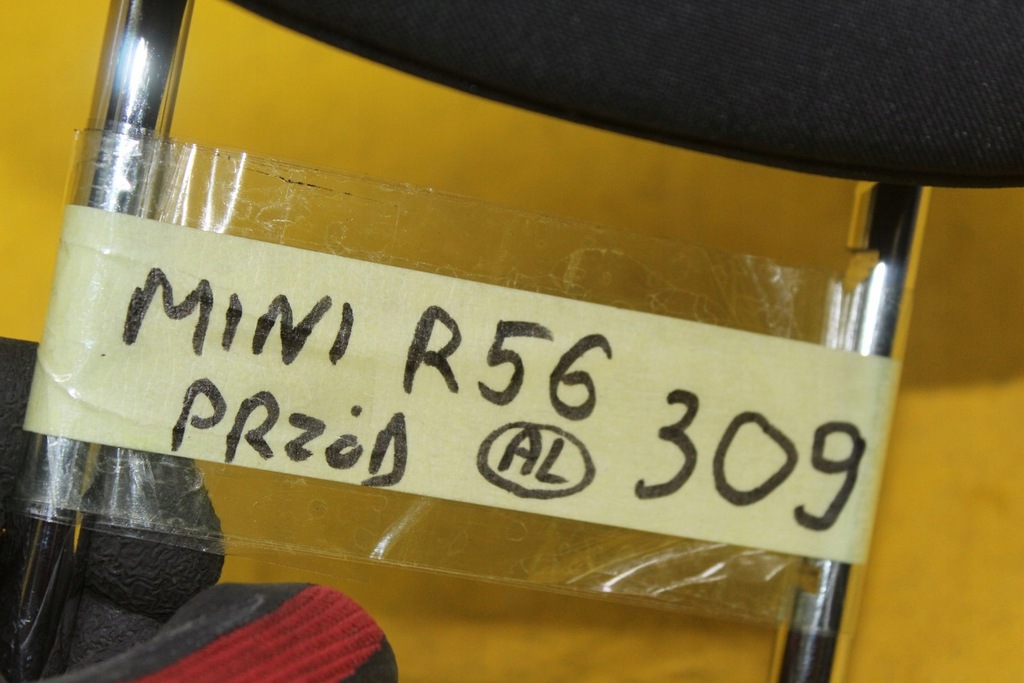 MINI R56 309
PRZÓD AL